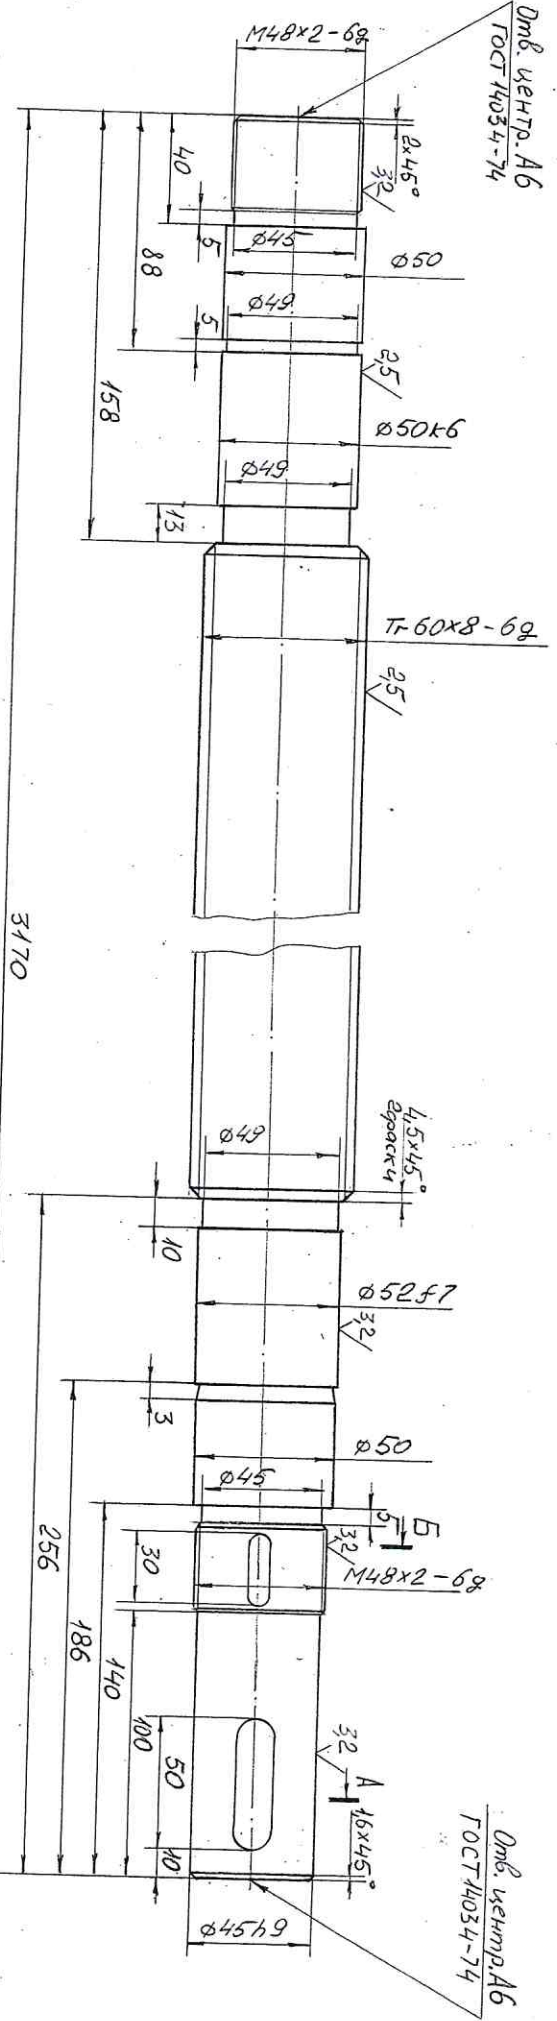 Отв. центр. А6
ГОСТ 14034-74
М48×2-6g
2×45°
3,2
40
5
Ø45
Ø50
88
5
Ø49
2,5
Ø50k6
158
Ø49
13
Tr 60×8-6g
2,5
3170
4,5×45°
2фаски
Ø49
10
Ø52f7
3,2
3
Ø50
Ø45
5
Б
3,2
М48×2-6g
30
256
186
140
100
50
10
3,2
А
1,6×45°
Ø45h9
Отв. центр. А6
ГОСТ 14034-74